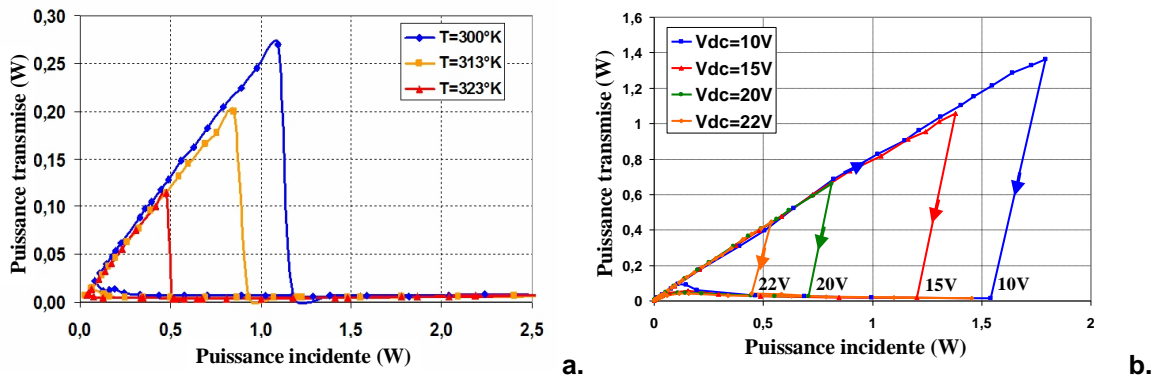 Puissance transmise (W)
0,30
0,25
0,20
0,15
0,10
0,05
0,00
T=300°K
T=313°K
T=323°K
0,0 0,5 1,0 1,5 2,0 2,5
Puissance incidente (W)
a.
Puissance transmise (W)
1,6
1,4
1,2
1
0,8
0,6
0,4
0,2
0
Vdc=10V
Vdc=15V
Vdc=20V
Vdc=22V
22V 20V 15V 10V
0 0,5 1 1,5 2
Puissance incidente (W)
b.